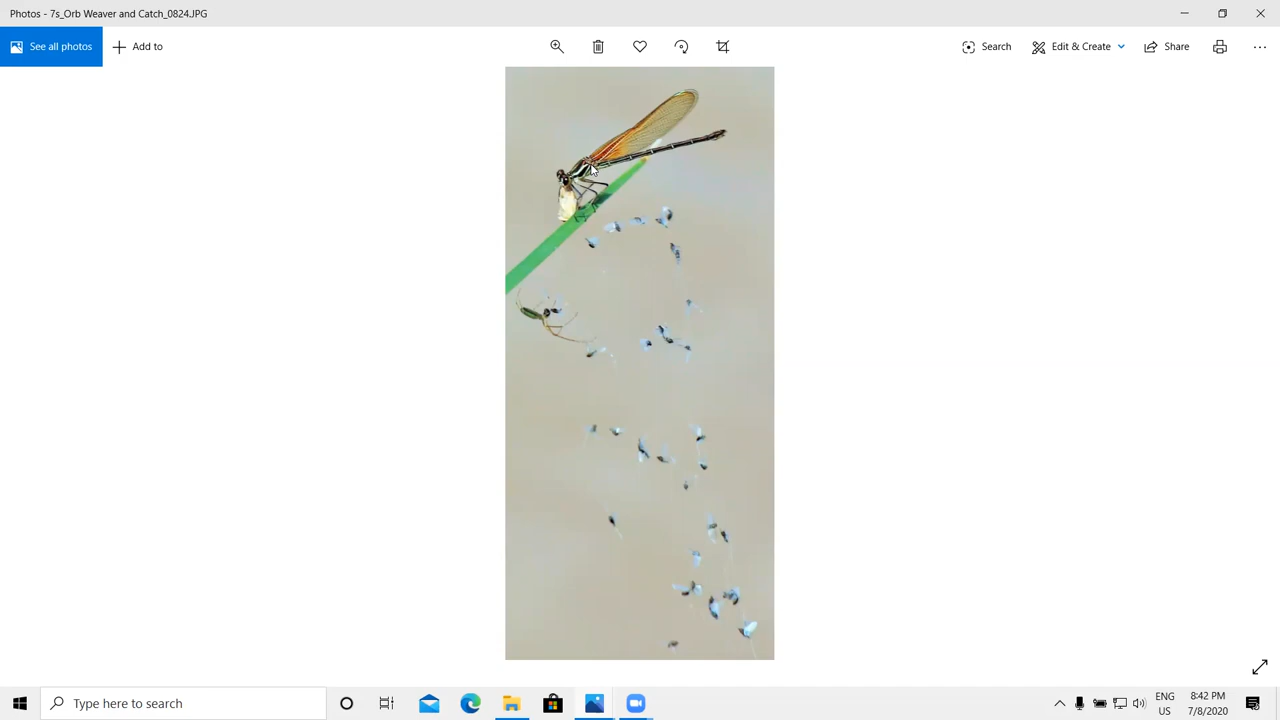 Photos - 7s_Orb Weaver and Catch_0824.JPG
See all photos
Add to
Search
Edit & Create
Share
Type here to search
ENG
US
8:42 PM
7/8/2020